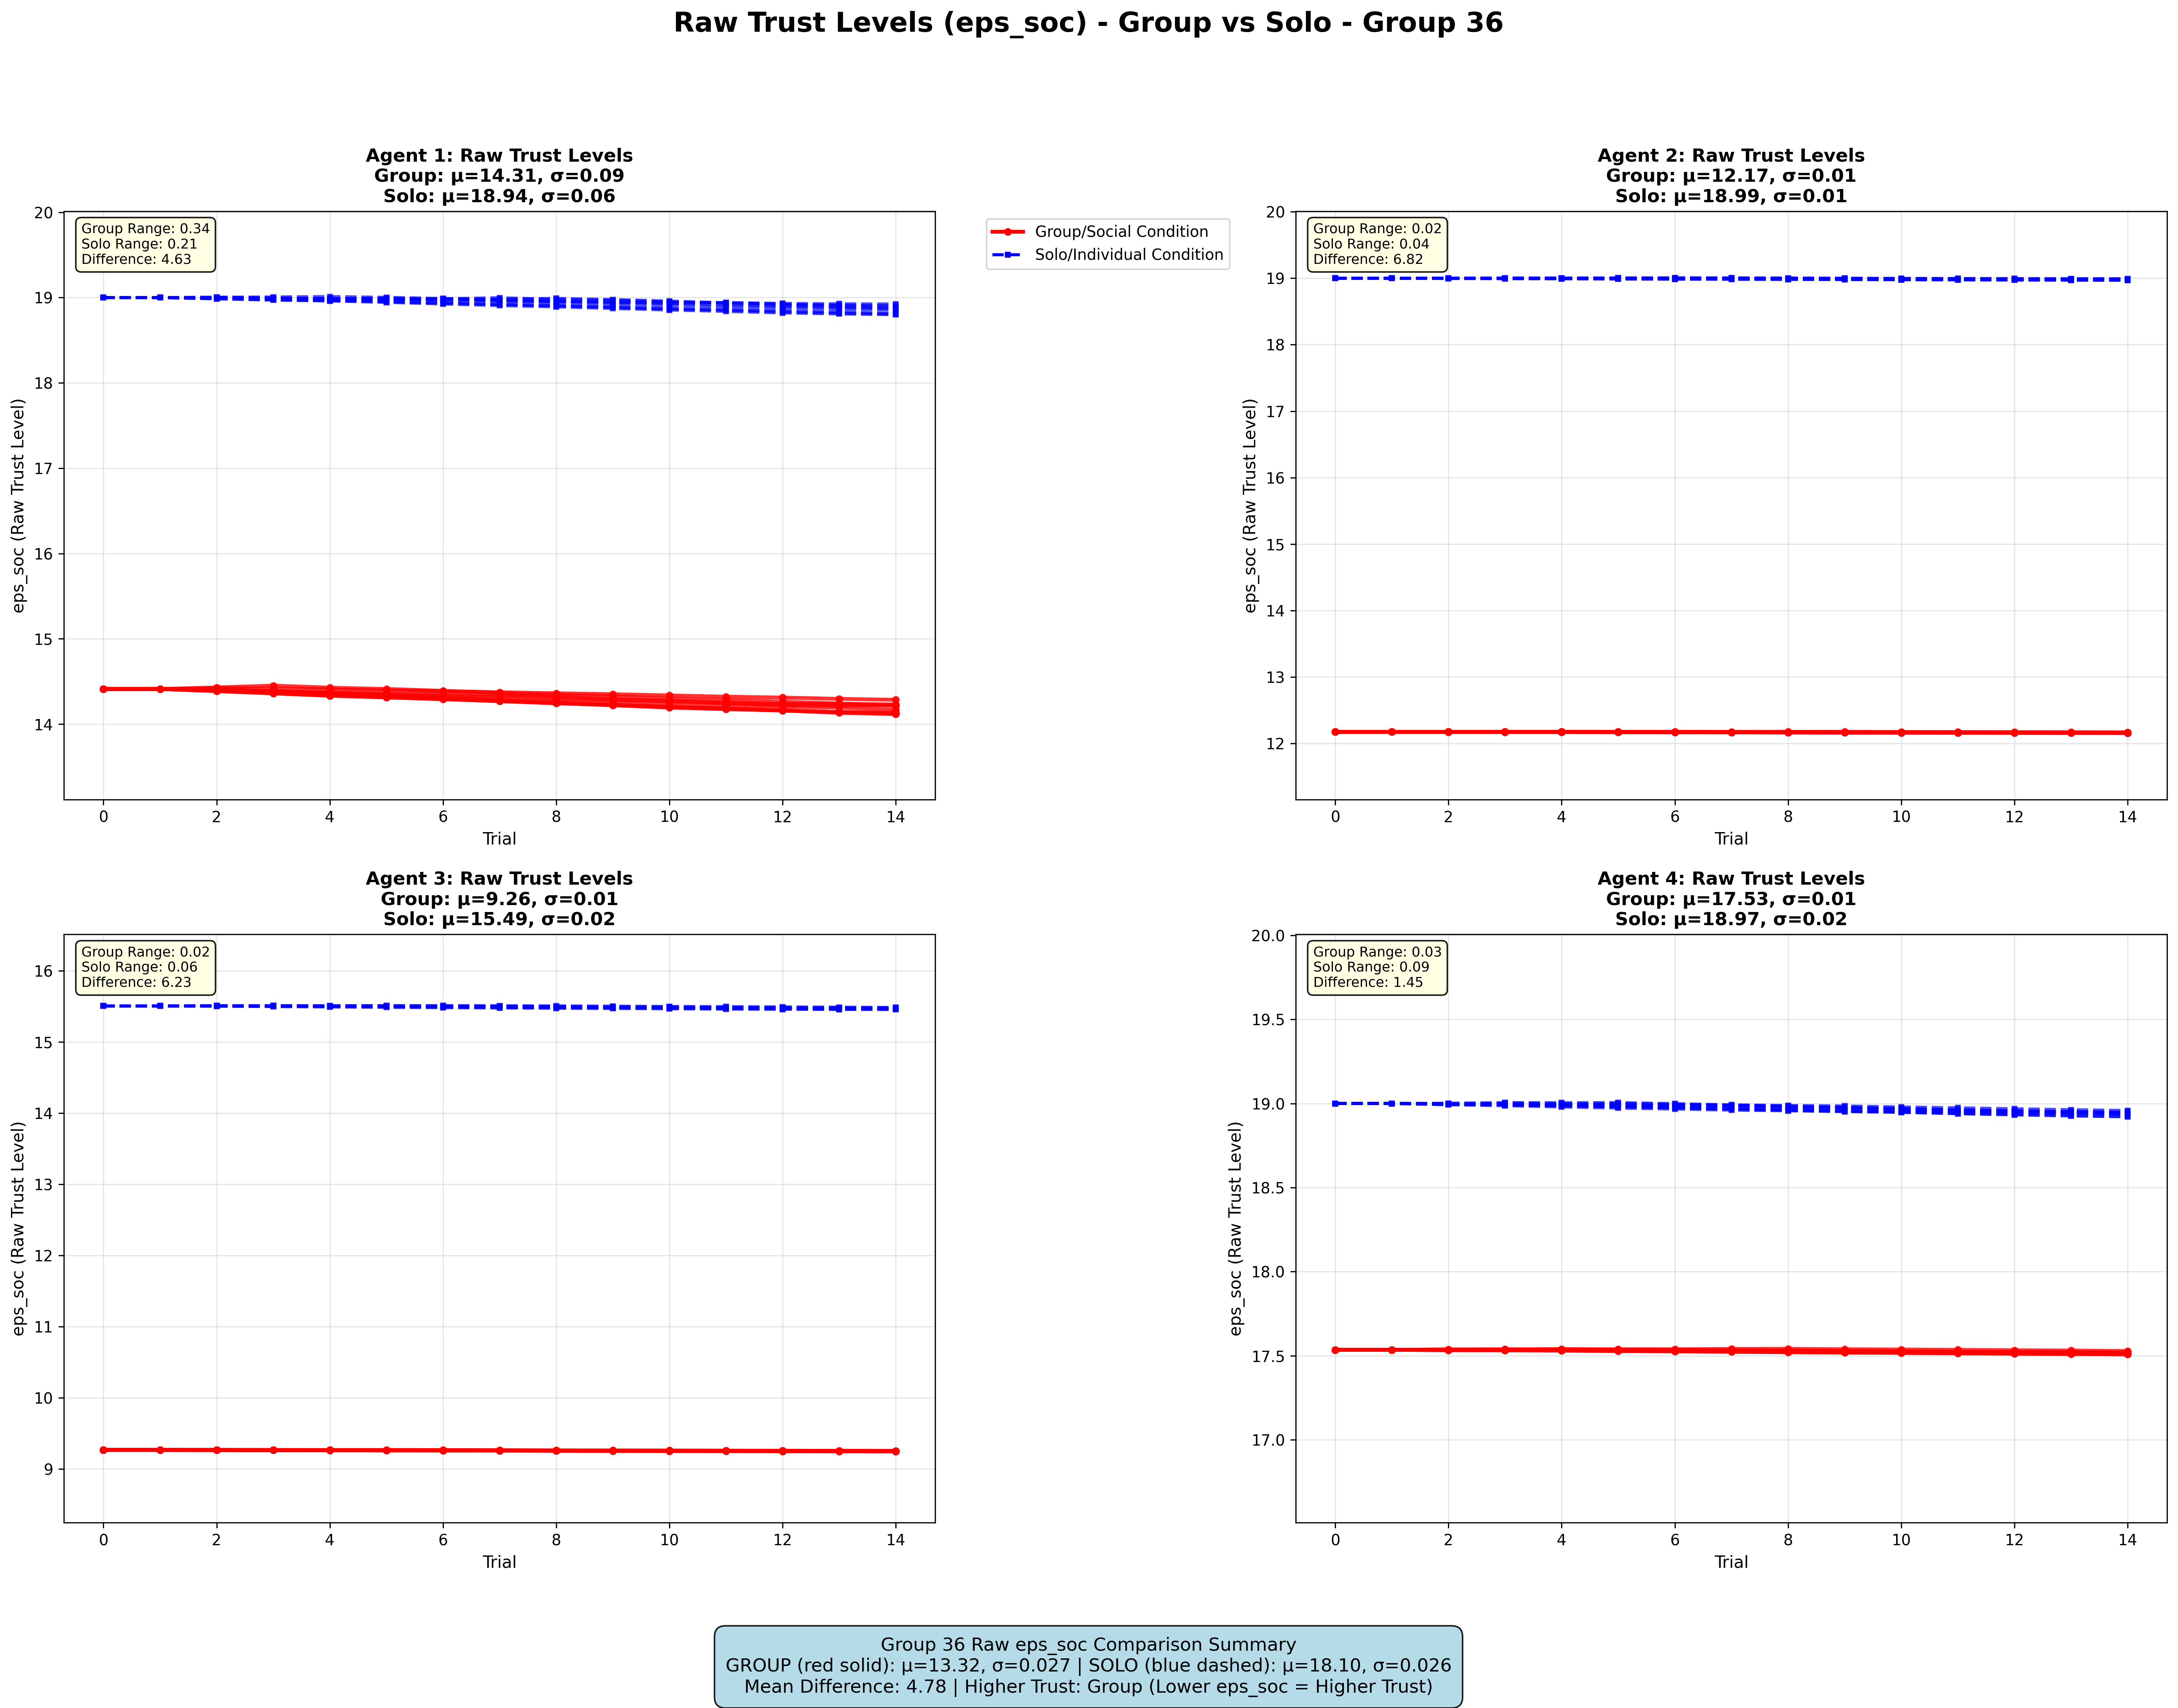 Raw Trust Levels (eps_soc) - Group vs Solo - Group 36
Agent 1: Raw Trust Levels
Group: μ=14.31, σ=0.09
Solo: μ=18.94, σ=0.06
Group Range: 0.34
Solo Range: 0.21
Difference: 4.63
20
19
18
17
16
15
14
eps_soc (Raw Trust Level)
0 2 4 6 8 10 12 14
Trial
Group/Social Condition
Solo/Individual Condition
Agent 2: Raw Trust Levels
Group: μ=12.17, σ=0.01
Solo: μ=18.99, σ=0.01
Group Range: 0.02
Solo Range: 0.04
Difference: 6.82
20
19
18
17
16
15
14
13
12
eps_soc (Raw Trust Level)
0 2 4 6 8 10 12 14
Trial
Agent 3: Raw Trust Levels
Group: μ=9.26, σ=0.01
Solo: μ=15.49, σ=0.02
Group Range: 0.02
Solo Range: 0.06
Difference: 6.23
16
15
14
13
12
11
10
9
eps_soc (Raw Trust Level)
0 2 4 6 8 10 12 14
Trial
Agent 4: Raw Trust Levels
Group: μ=17.53, σ=0.01
Solo: μ=18.97, σ=0.02
Group Range: 0.03
Solo Range: 0.09
Difference: 1.45
20.0
19.5
19.0
18.5
18.0
17.5
17.0
eps_soc (Raw Trust Level)
0 2 4 6 8 10 12 14
Trial
Group 36 Raw eps_soc Comparison Summary
GROUP (red solid): μ=13.32, σ=0.027 | SOLO (blue dashed): μ=18.10, σ=0.026
Mean Difference: 4.78 | Higher Trust: Group (Lower eps_soc = Higher Trust)